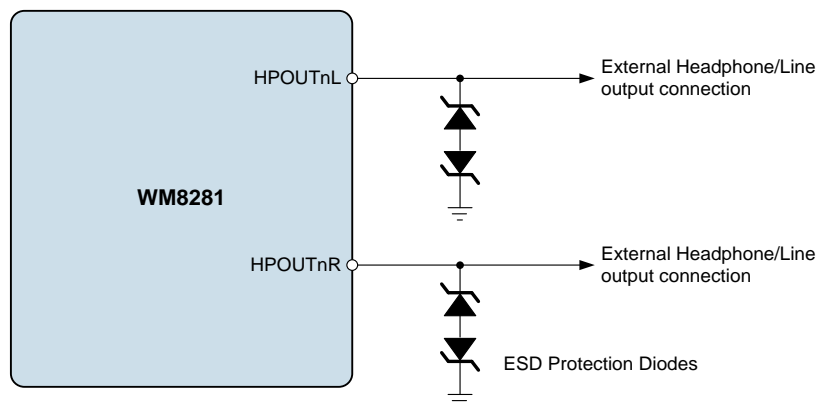 HPOUTnL
External Headphone/Line
output connection
WM8281
HPOUTnR
External Headphone/Line
output connection
ESD Protection Diodes